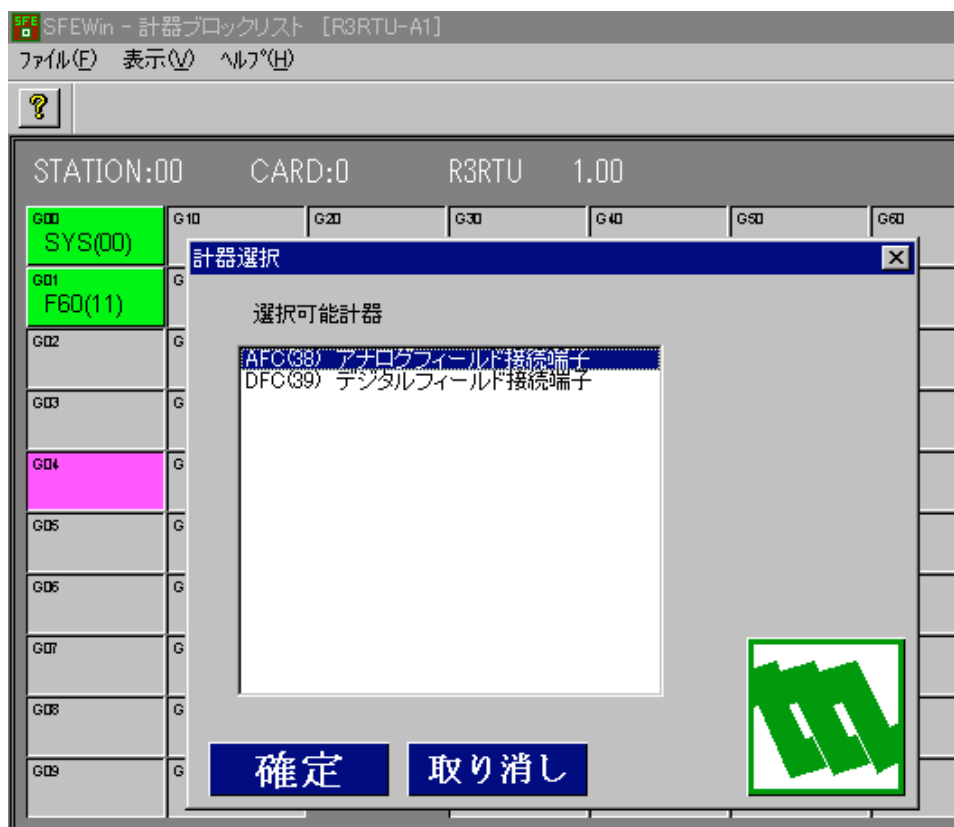 SFE SFEWin - 計器ブロックリスト [R3RTU-A1]
ファイル(F) 表示(V) ヘルプ(H)
?
STATION:00 CARD:0 R3RTU 1.00
G00 G10 G20 G30 G40 G50 G60
SYS(00)
計器選択
G01 G
F60(11)
選択可能計器
G02 G
AFC(38) アナログフィールド接続端子
DFC(39) デジタルフィールド接続端子
G03 G
G04 G
G05 G
G06 G
G07 G
G08 G
確定 取り消し
G09 G